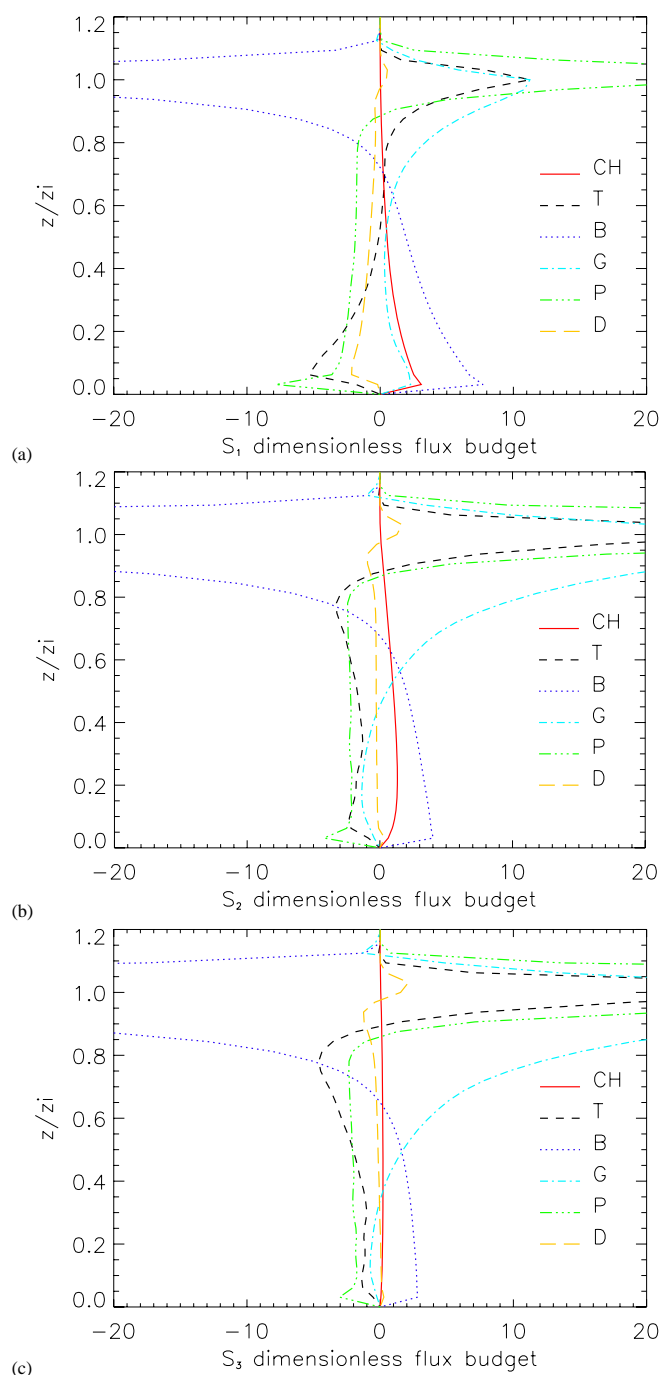 1.2
1.0
0.8
0.6
0.4
0.2
0.0
z/zi
CH
T
B
G
P
D
−20 −10 0 10 20
S₁ dimensionless flux budget
(a)
1.2
1.0
0.8
0.6
0.4
0.2
0.0
z/zi
CH
T
B
G
P
D
−20 −10 0 10 20
S₂ dimensionless flux budget
(b)
1.2
1.0
0.8
0.6
0.4
0.2
0.0
z/zi
CH
T
B
G
P
D
−20 −10 0 10 20
S₃ dimensionless flux budget
(c)